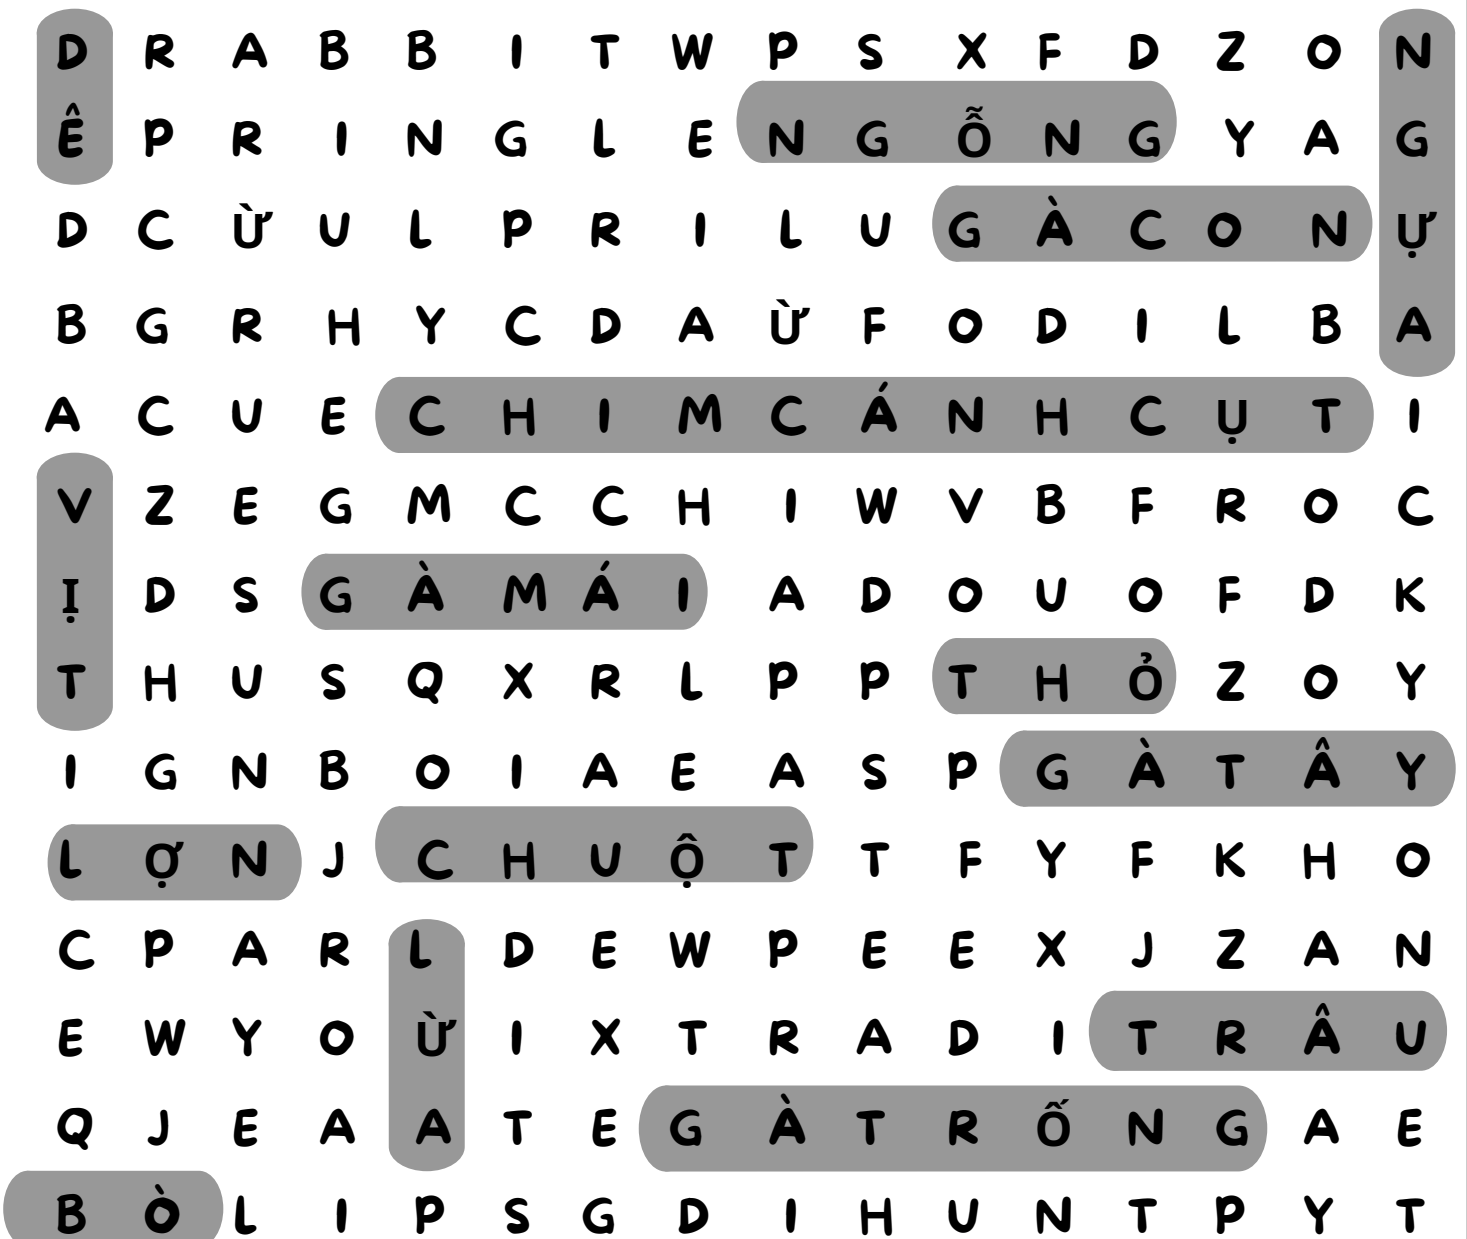 D R A B B I T W P S X F D Z O N
Ê P R I N G L E N G Ỗ N G Y A G
D C Ừ U L P R I L U G À C O N Ự
B G R H Y C D A Ừ F O D I L B A
A C U E C H I M C Á N H C Ụ T I
V Z E G M C C H I W V B F R O C
Ị D S G À M Á I A D O U O F D K
T H U S Q X R L P P T H Ỏ Z O Y
I G N B O I A E A S P G À T Â Y
L Ợ N J C H U Ộ T T F Y F K H O
C P A R L D E W P E E X J Z A N
E W Y O Ừ I X T R A D I T R Â U
Q J E A A T E G À T R Ố N G A E
B Ò L I P S G D I H U N T P Y T